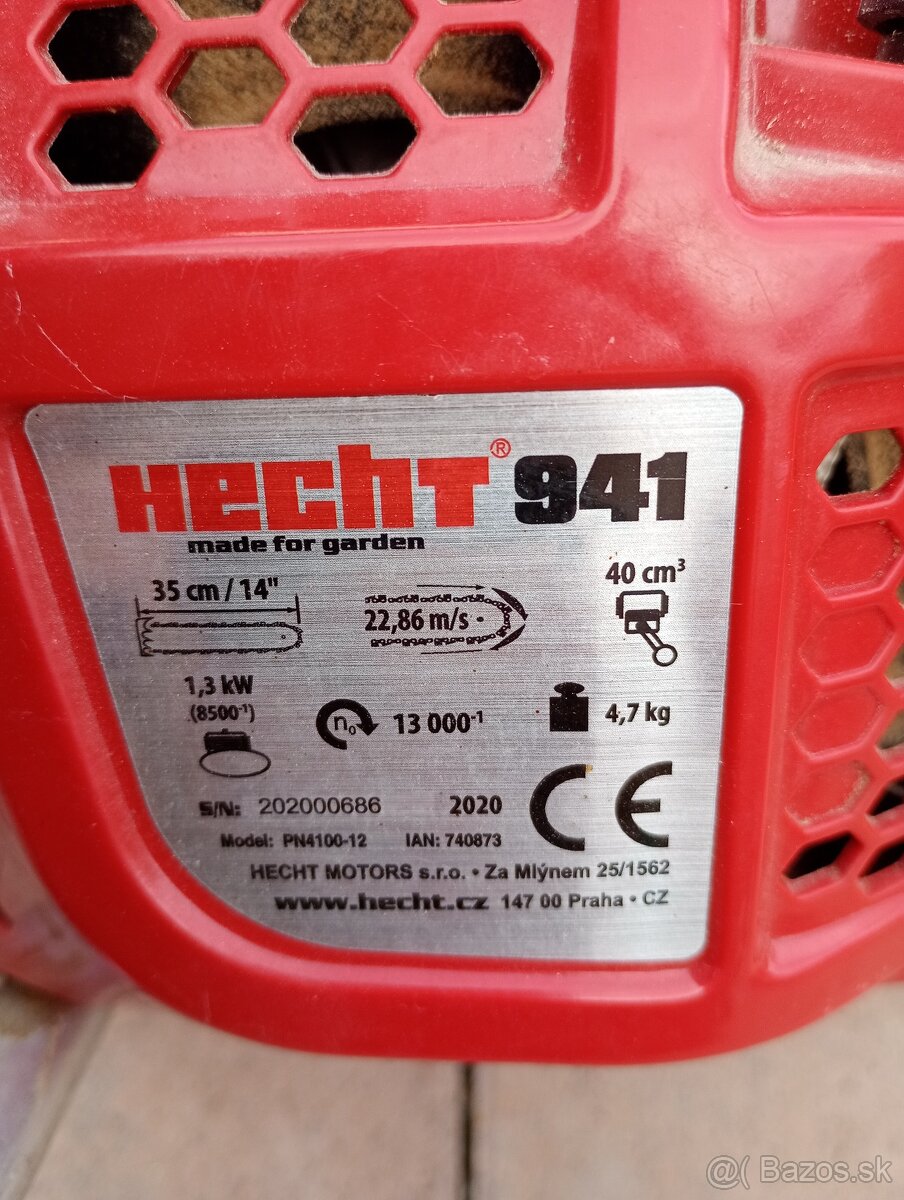 Hecht® 941
made for garden
35 cm / 14"
22,86 m/s
40 cm³
1,3 kW
(8500⁻¹)
n₀
13 000⁻¹
4,7 kg
S/N: 202000686
2020
CE
Model: PN4100-12
IAN: 740873
HECHT MOTORS s.r.o. • Za Mlýnem 25/1562
www.hecht.cz 147 00 Praha • CZ
@( Bazos.sk